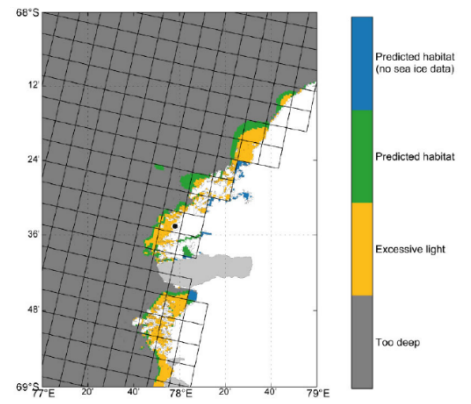 68°S
12'
24'
36'
48'
69°S
77°E 20' 40' 78°E 20' 40' 79°E
Predicted habitat
(no sea ice data)
Predicted habitat
Excessive light
Too deep